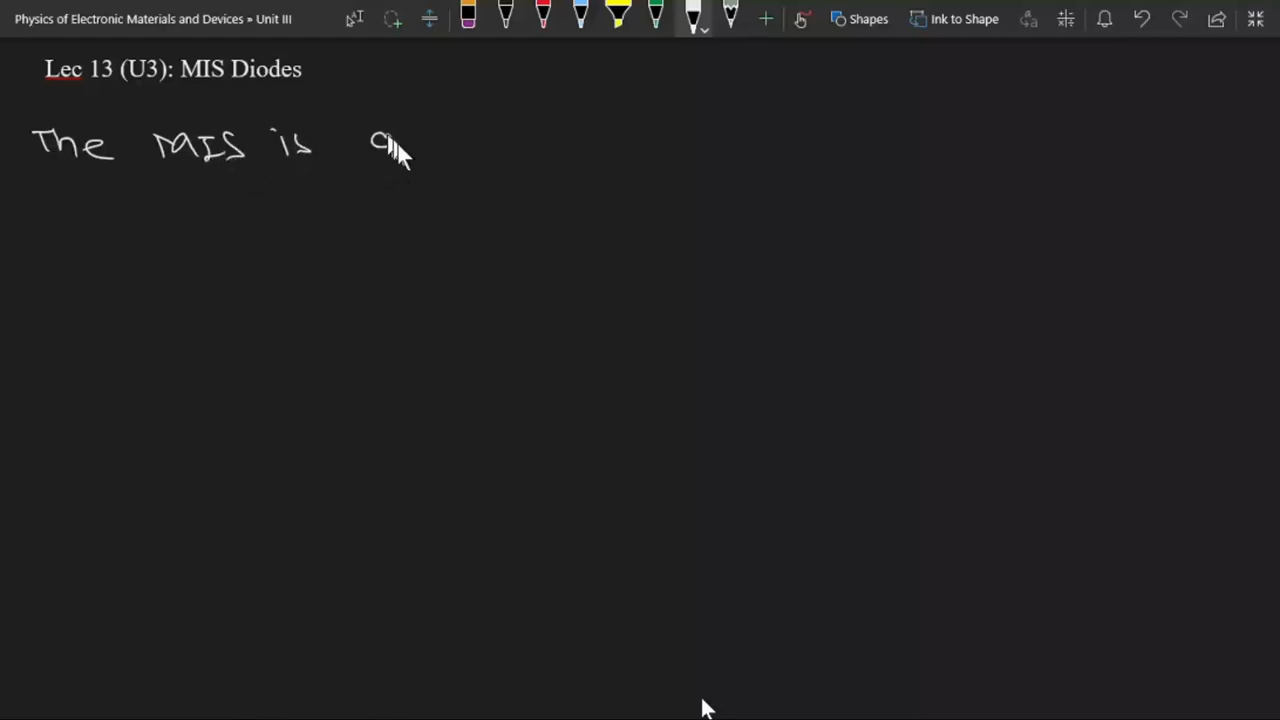 Physics of Electronic Materials and Devices » Unit III
Shapes
Ink to Shape
Lec 13 (U3): MIS Diodes
The MIS is a